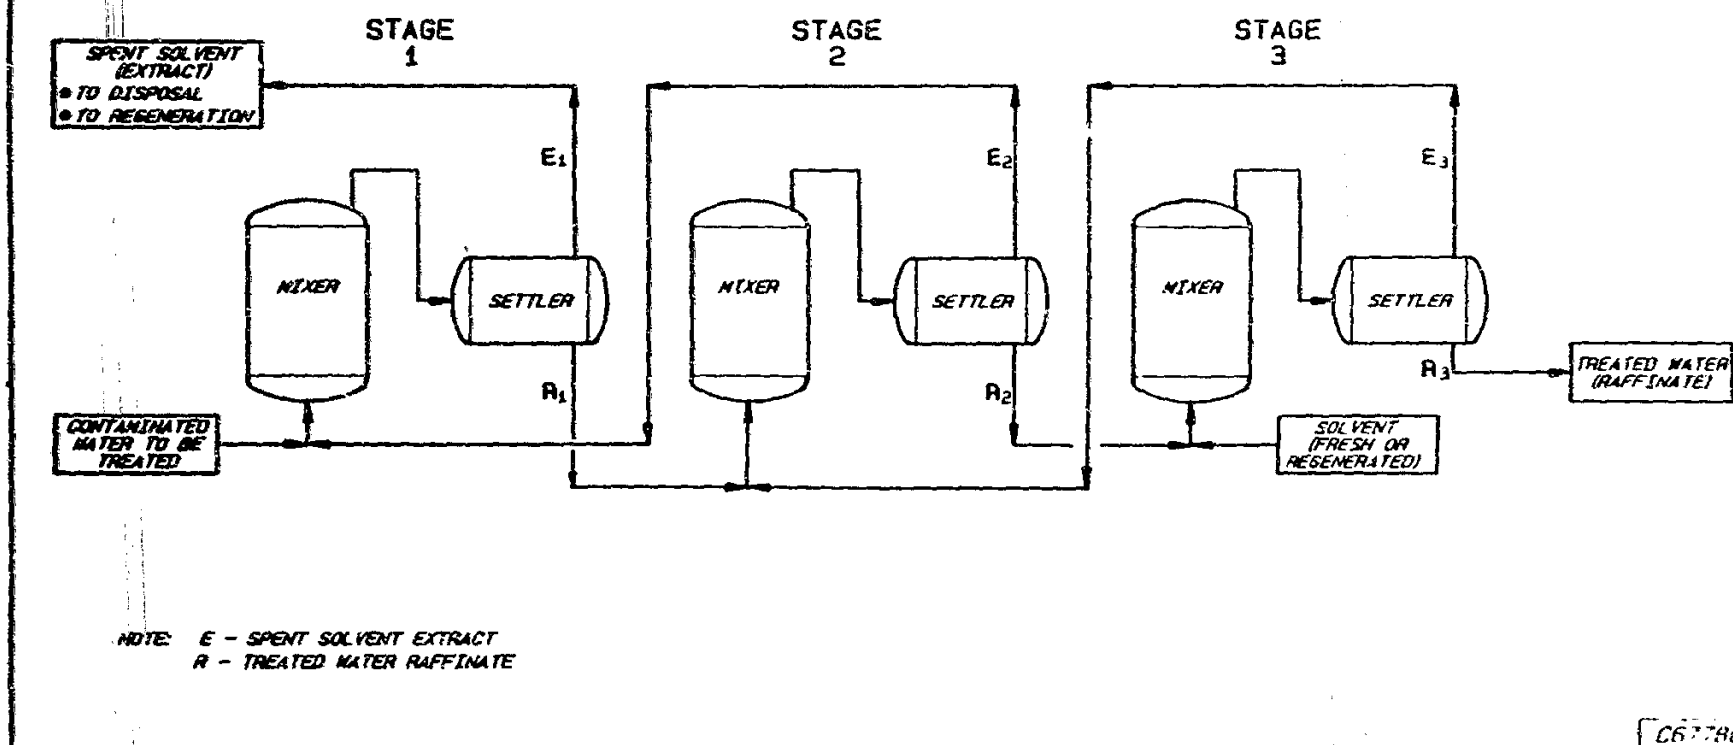 STAGE
1
STAGE
2
STAGE
3
SPENT SOLVENT
(EXTRACT)
• TO DISPOSAL
• TO REGENERATION
E1
E2
E3
MIXER
SETTLER
MIXER
SETTLER
MIXER
SETTLER
R1
R2
R3
TREATED WATER
(RAFFINATE)
CONTAMINATED
WATER TO BE
TREATED
SOLVENT
(FRESH OR
REGENERATED)
NOTE: E - SPENT SOLVENT EXTRACT
R - TREATED WATER RAFFINATE